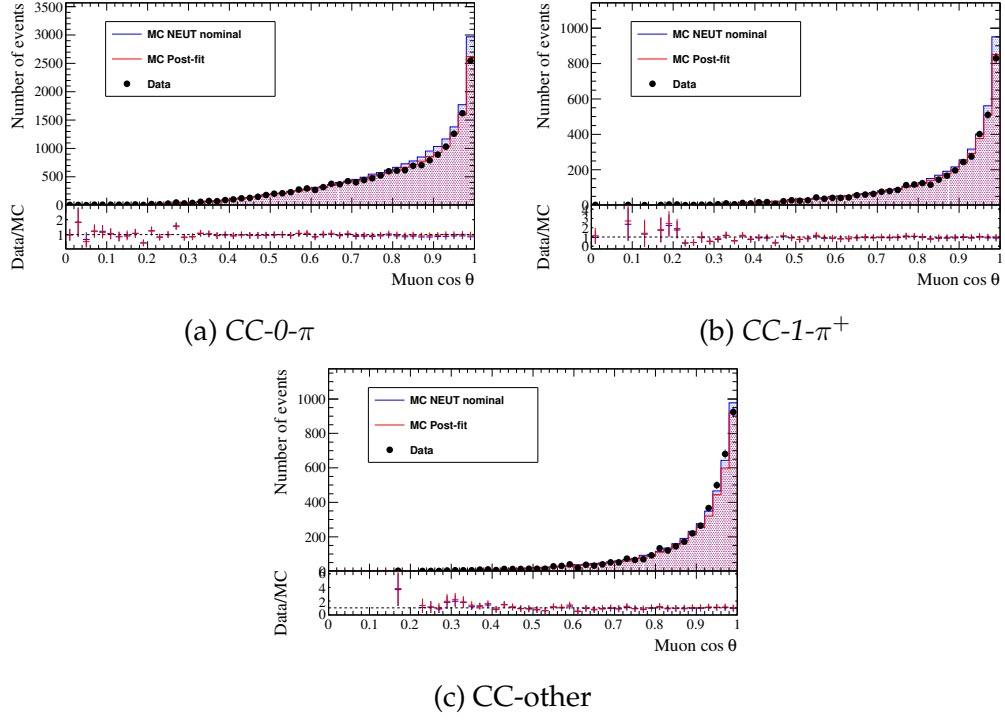 Number of events
3500
3000
2500
2000
1500
1000
500
0
MC NEUT nominal
MC Post-fit
Data
Data/MC
2
1
0 0.1 0.2 0.3 0.4 0.5 0.6 0.7 0.8 0.9 1
Muon cos θ
(a) CC-0-π
Number of events
1000
800
600
400
200
0
MC NEUT nominal
MC Post-fit
Data
Data/MC
2
1
0
0 0.1 0.2 0.3 0.4 0.5 0.6 0.7 0.8 0.9 1
Muon cos θ
(b) CC-1-π⁺
Number of events
1000
800
600
400
200
0
MC NEUT nominal
MC Post-fit
Data
Data/MC
6
4
2
0
0 0.1 0.2 0.3 0.4 0.5 0.6 0.7 0.8 0.9 1
Muon cos θ
(c) CC-other